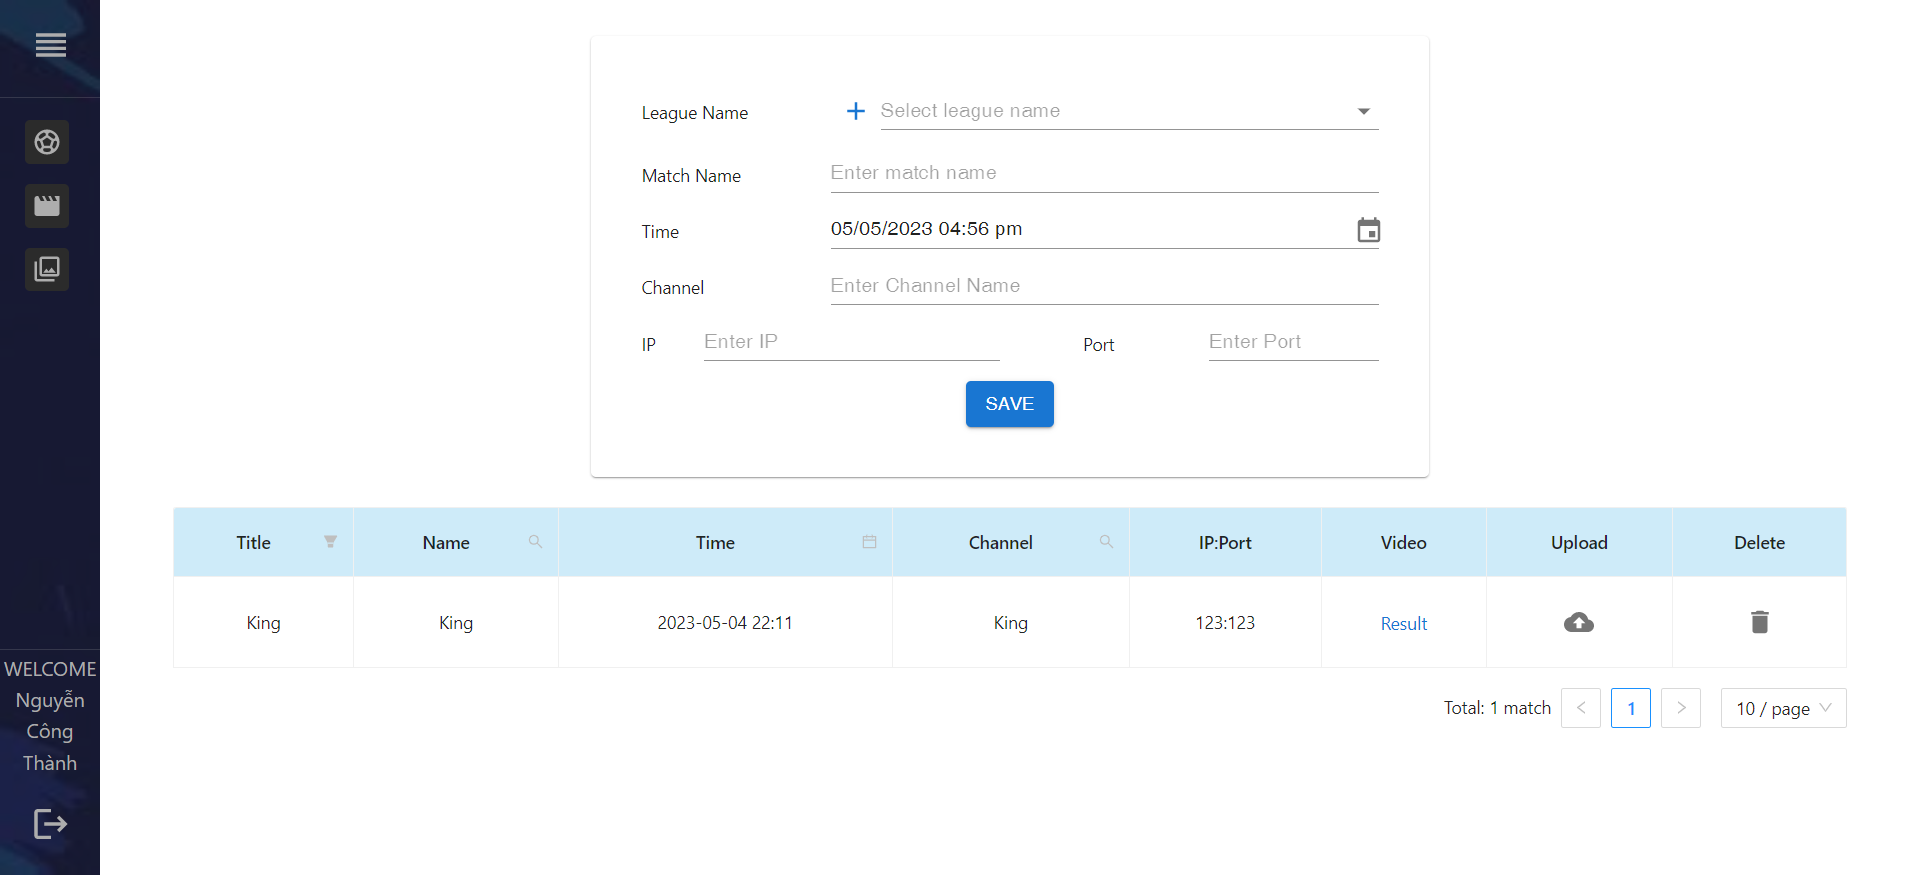 League Name + Select league name
Match Name Enter match name
Time 05/05/2023 04:56 pm
Channel Enter Channel Name
IP Enter IP Port Enter Port
SAVE
Title Name Time Channel IP:Port Video Upload Delete
King King 2023-05-04 22:11 King 123:123 Result
Total: 1 match < 1 > 10 / page
WELCOME
Nguyễn
Công
Thành